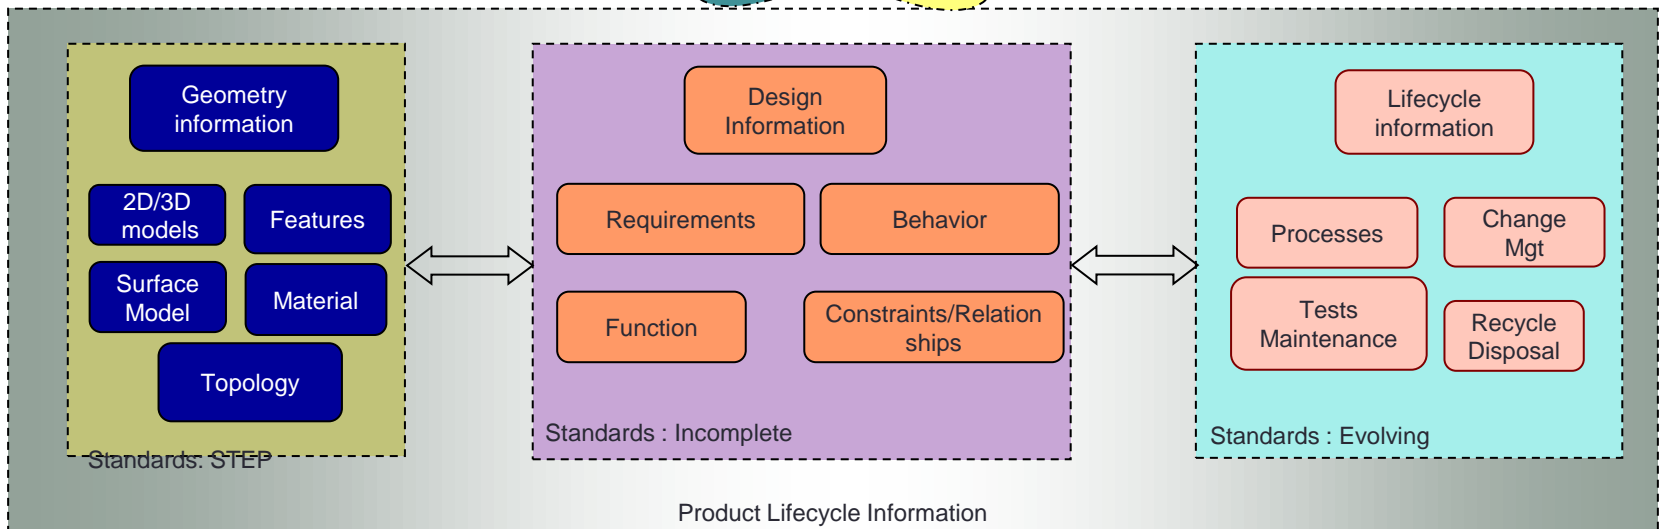 Geometry
information
2D/3D
models
Features
Surface
Model
Material
Topology
Standards: STEP
Design
Information
Requirements
Behavior
Function
Constraints/Relation
ships
Standards : Incomplete
Lifecycle
information
Processes
Change
Mgt
Tests
Maintenance
Recycle
Disposal
Standards : Evolving
Product Lifecycle Information